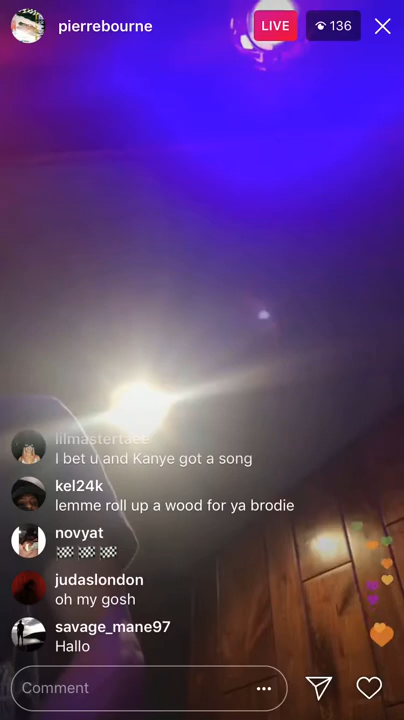 pierrebourne
LIVE
136
lilmastertaee
I bet u and Kanye got a song
kel24k
lemme roll up a wood for ya brodie
novyat
judaslondon
oh my gosh
savage_mane97
Hallo
Comment